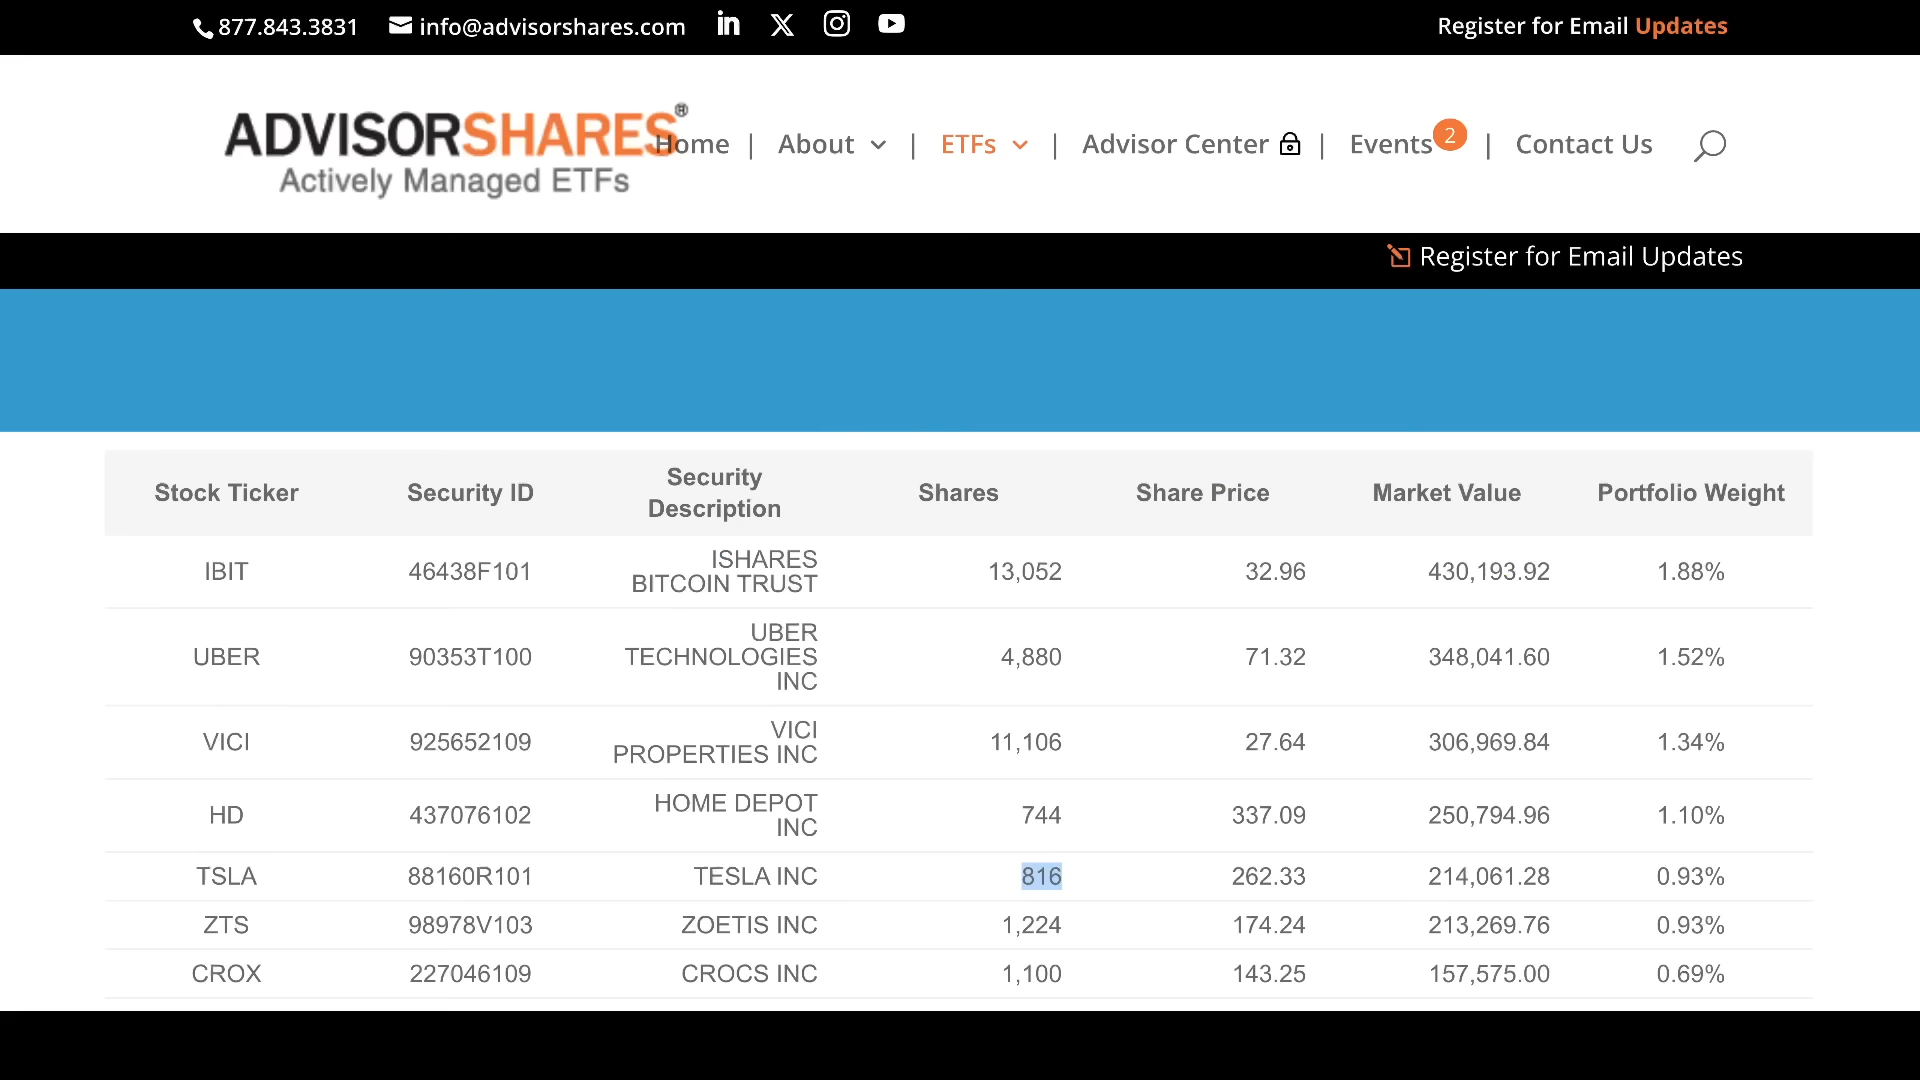 877.843.3831 info@advisorshares.com Register for Email Updates
ADVISORSHARES®
Actively Managed ETFs
Home | About | ETFs | Advisor Center | Events 2 | Contact Us
Register for Email Updates
Stock Ticker Security ID Security Description Shares Share Price Market Value Portfolio Weight
IBIT 46438F101 ISHARES BITCOIN TRUST 13,052 32.96 430,193.92 1.88%
UBER 90353T100 UBER TECHNOLOGIES INC 4,880 71.32 348,041.60 1.52%
VICI 925652109 VICI PROPERTIES INC 11,106 27.64 306,969.84 1.34%
HD 437076102 HOME DEPOT INC 744 337.09 250,794.96 1.10%
TSLA 88160R101 TESLA INC 816 262.33 214,061.28 0.93%
ZTS 98978V103 ZOETIS INC 1,224 174.24 213,269.76 0.93%
CROX 227046109 CROCS INC 1,100 143.25 157,575.00 0.69%